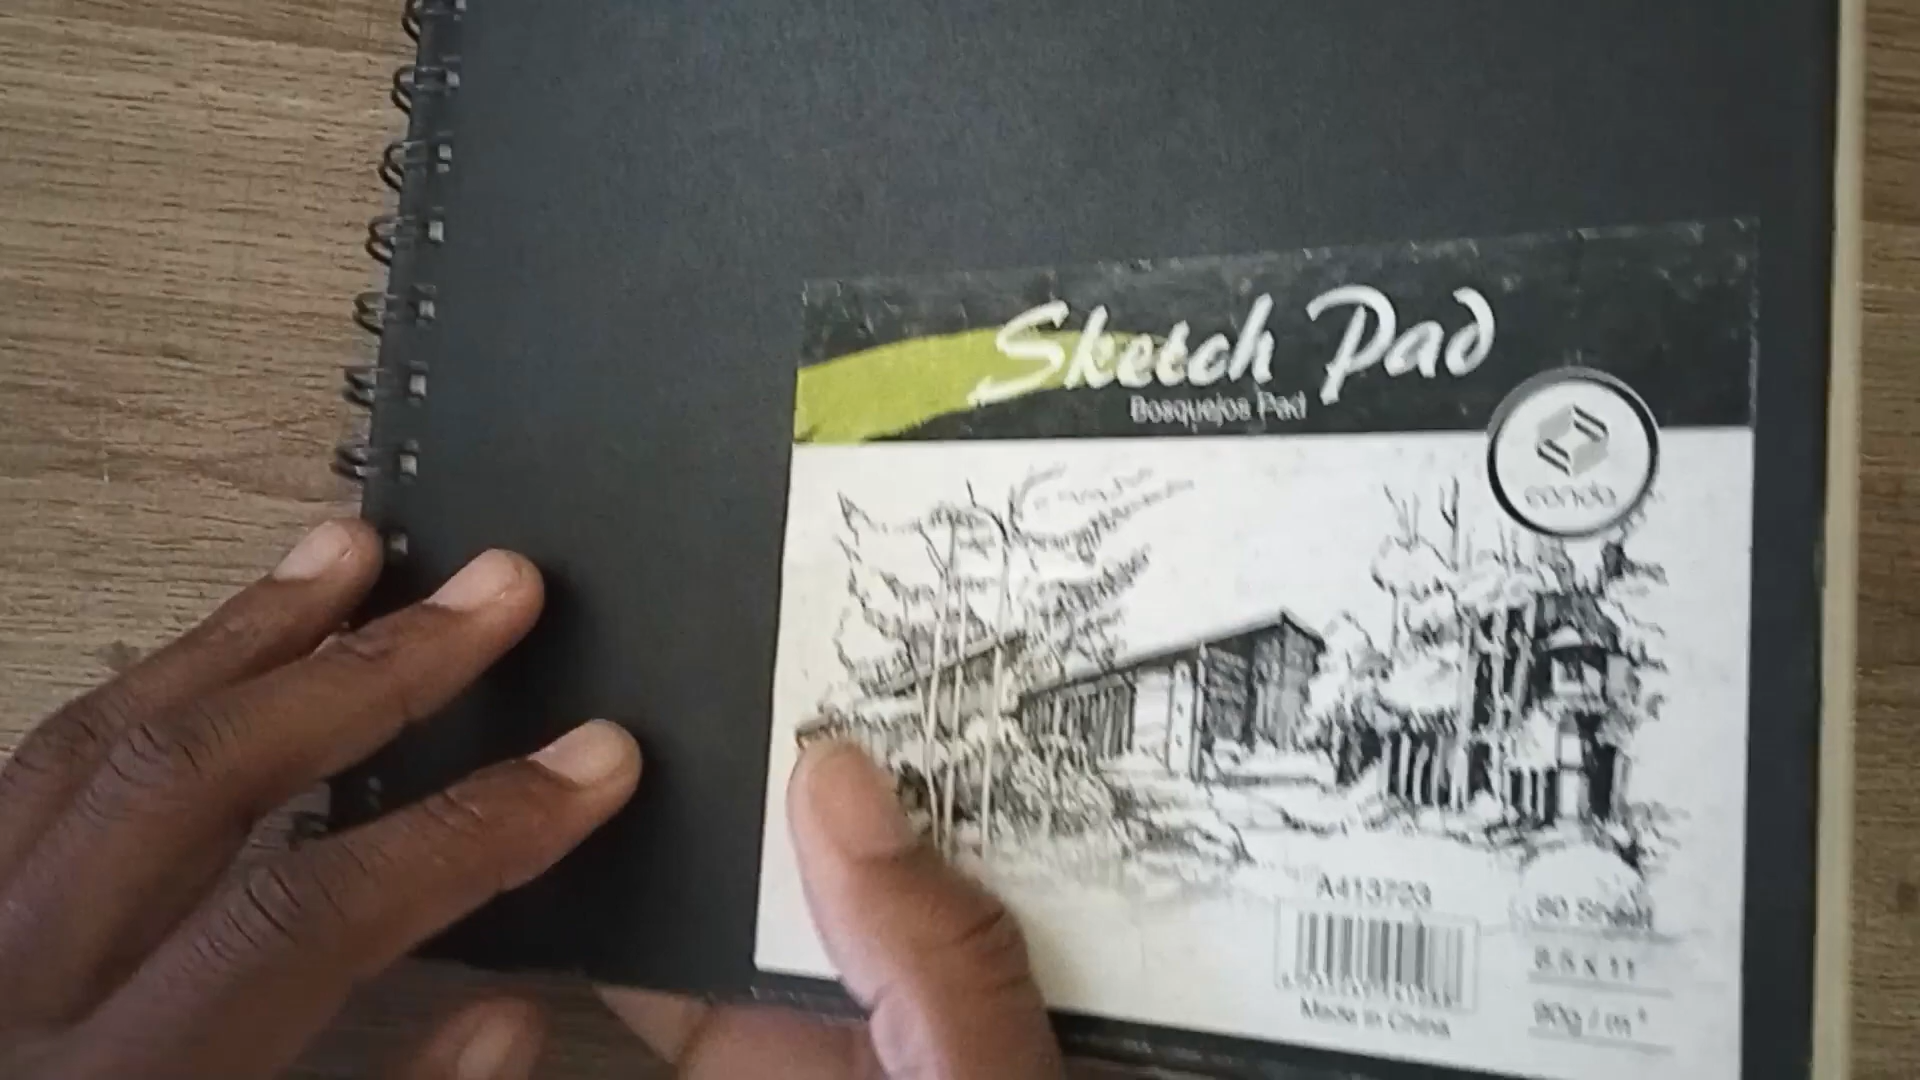 Sketch Pad
Bosquejos Pad
A413723
80 Sheet
8.5 x 11
90g / m²
Made in China